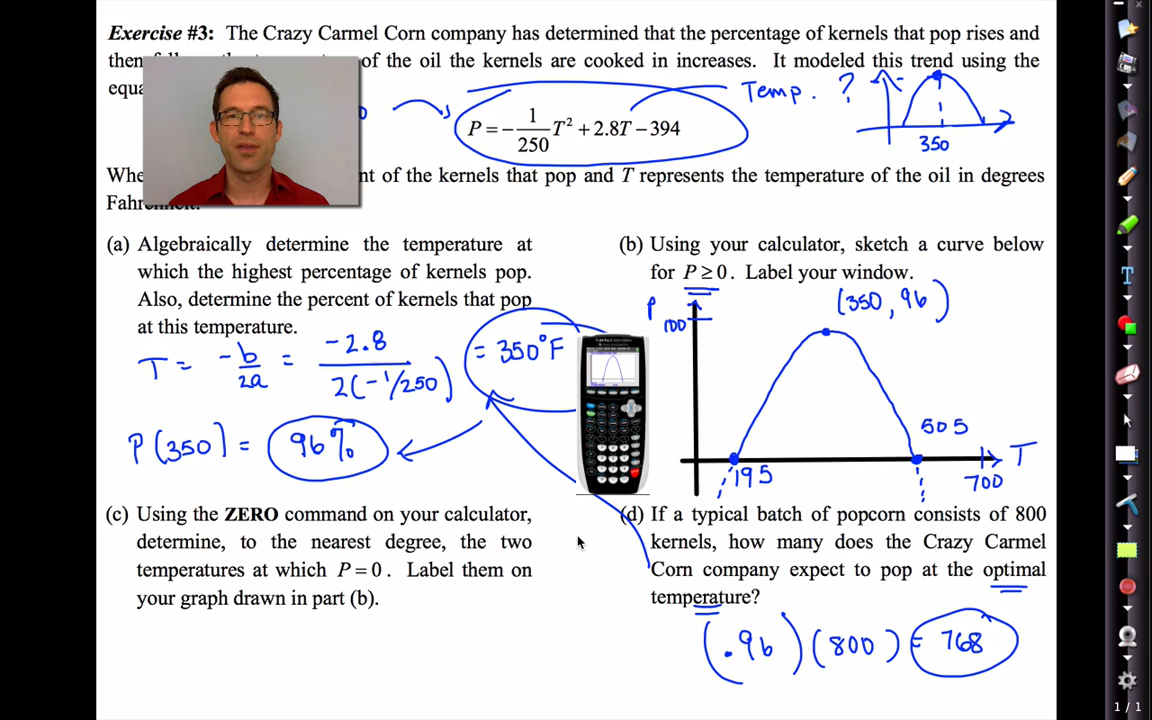 Exercise #3: The Crazy Carmel Corn company has determined that the percentage of kernels that pop rises and
then of the oil the kernels are cooked in increases. It modeled this trend using the
equa
Temp. ?
P = -1/250 T² + 2.8T - 394
350
Whe nt of the kernels that pop and T represents the temperature of the oil in degrees
Fahrenheit.
(a) Algebraically determine the temperature at
which the highest percentage of kernels pop.
Also, determine the percent of kernels that pop
at this temperature.
T = -b/2a = -2.8/2(-1/250) = 350°F
P(350) = 96%
(b) Using your calculator, sketch a curve below
for P ≥ 0. Label your window.
P
100
(350, 96)
505
195
700
T
(c) Using the ZERO command on your calculator,
determine, to the nearest degree, the two
temperatures at which P = 0. Label them on
your graph drawn in part (b).
(d) If a typical batch of popcorn consists of 800
kernels, how many does the Crazy Carmel
Corn company expect to pop at the optimal
temperature?
(.96)(800) = 768
1 / 1